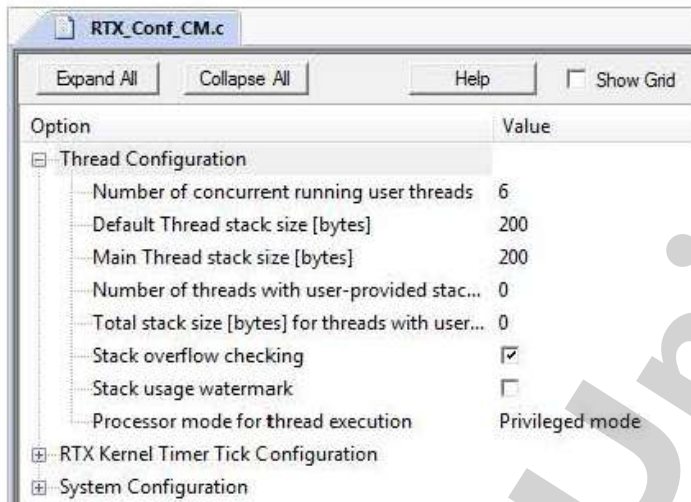 RTX_Conf_CM.c
Expand All Collapse All Help Show Grid
Option Value
Thread Configuration
Number of concurrent running user threads 6
Default Thread stack size [bytes] 200
Main Thread stack size [bytes] 200
Number of threads with user-provided stac... 0
Total stack size [bytes] for threads with user... 0
Stack overflow checking
Stack usage watermark
Processor mode for thread execution Privileged mode
RTX Kernel Timer Tick Configuration
System Configuration